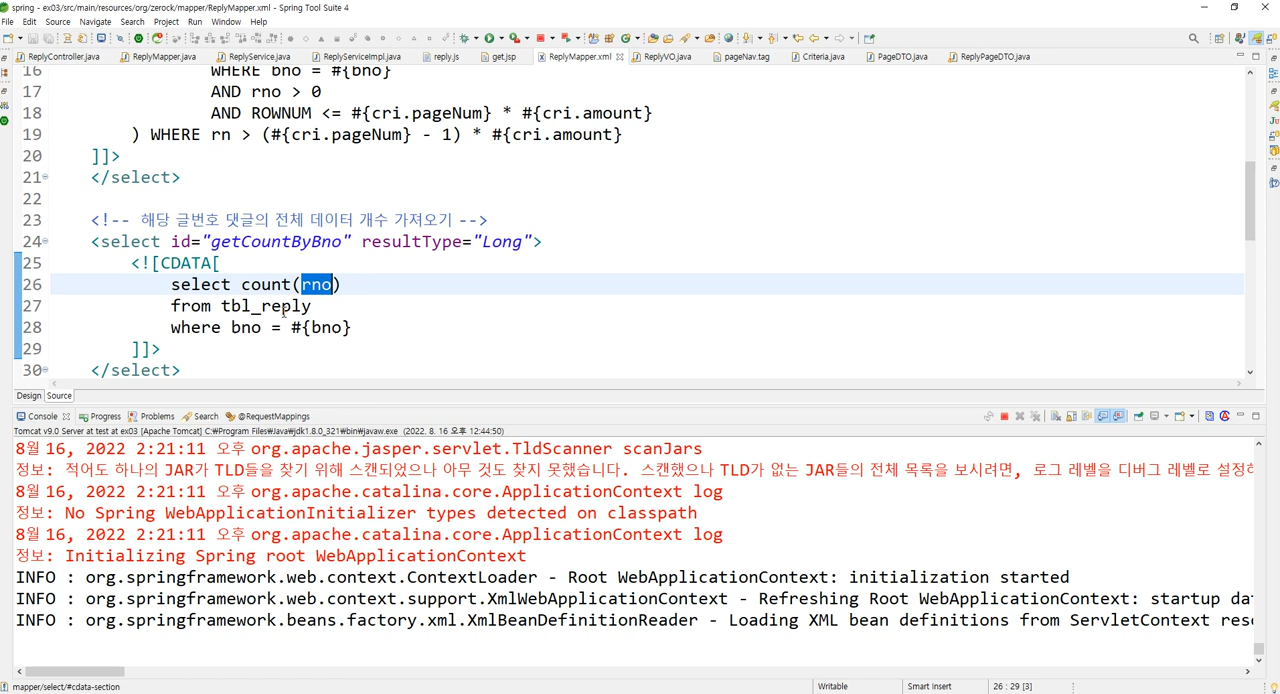 spring - ex03/src/main/resources/org/zerock/mapper/ReplyMapper.xml - Spring Tool Suite 4
File Edit Source Navigate Search Project Run Window Help
ReplyController.java ReplyMapper.java ReplyService.java ReplyServiceImpl.java reply.js get.jsp ReplyMapper.xml ReplyVO.java pageNav.tag Criteria.java PageDTO.java ReplyPageDTO.java
16 WHERE bno = #{bno}
17 AND rno > 0
18 AND ROWNUM <= #{cri.pageNum} * #{cri.amount}
19 ) WHERE rn > (#{cri.pageNum} - 1) * #{cri.amount}
20 ]]>
21 </select>
22
23 <!-- 해당 글번호 댓글의 전체 데이터 개수 가져오기 -->
24 <select id="getCountByBno" resultType="Long">
25 <![CDATA[
26 select count(rno)
27 from tbl_reply
28 where bno = #{bno}
29 ]]>
30 </select>
Design Source
Console Progress Problems Search @RequestMappings
Tomcat v9.0 Server at test at ex03 [Apache Tomcat] C:₩Program Files₩Java₩jdk1.8.0_321₩bin₩javaw.exe (2022. 8. 16 오후 12:44:50)
8월 16, 2022 2:21:11 오후 org.apache.jasper.servlet.TldScanner scanJars
정보: 적어도 하나의 JAR가 TLD들을 찾기 위해 스캔되었으나 아무 것도 찾지 못했습니다. 스캔했으나 TLD가 없는 JAR들의 전체 목록을 보시려면, 로그 레벨을 디버그 레벨로 설정하
8월 16, 2022 2:21:11 오후 org.apache.catalina.core.ApplicationContext log
정보: No Spring WebApplicationInitializer types detected on classpath
8월 16, 2022 2:21:11 오후 org.apache.catalina.core.ApplicationContext log
정보: Initializing Spring root WebApplicationContext
INFO : org.springframework.web.context.ContextLoader - Root WebApplicationContext: initialization started
INFO : org.springframework.web.context.support.XmlWebApplicationContext - Refreshing Root WebApplicationContext: startup da
INFO : org.springframework.beans.factory.xml.XmlBeanDefinitionReader - Loading XML bean definitions from ServletContext res
mapper/select/#cdata-section Writable Smart Insert 26 : 29 [3]